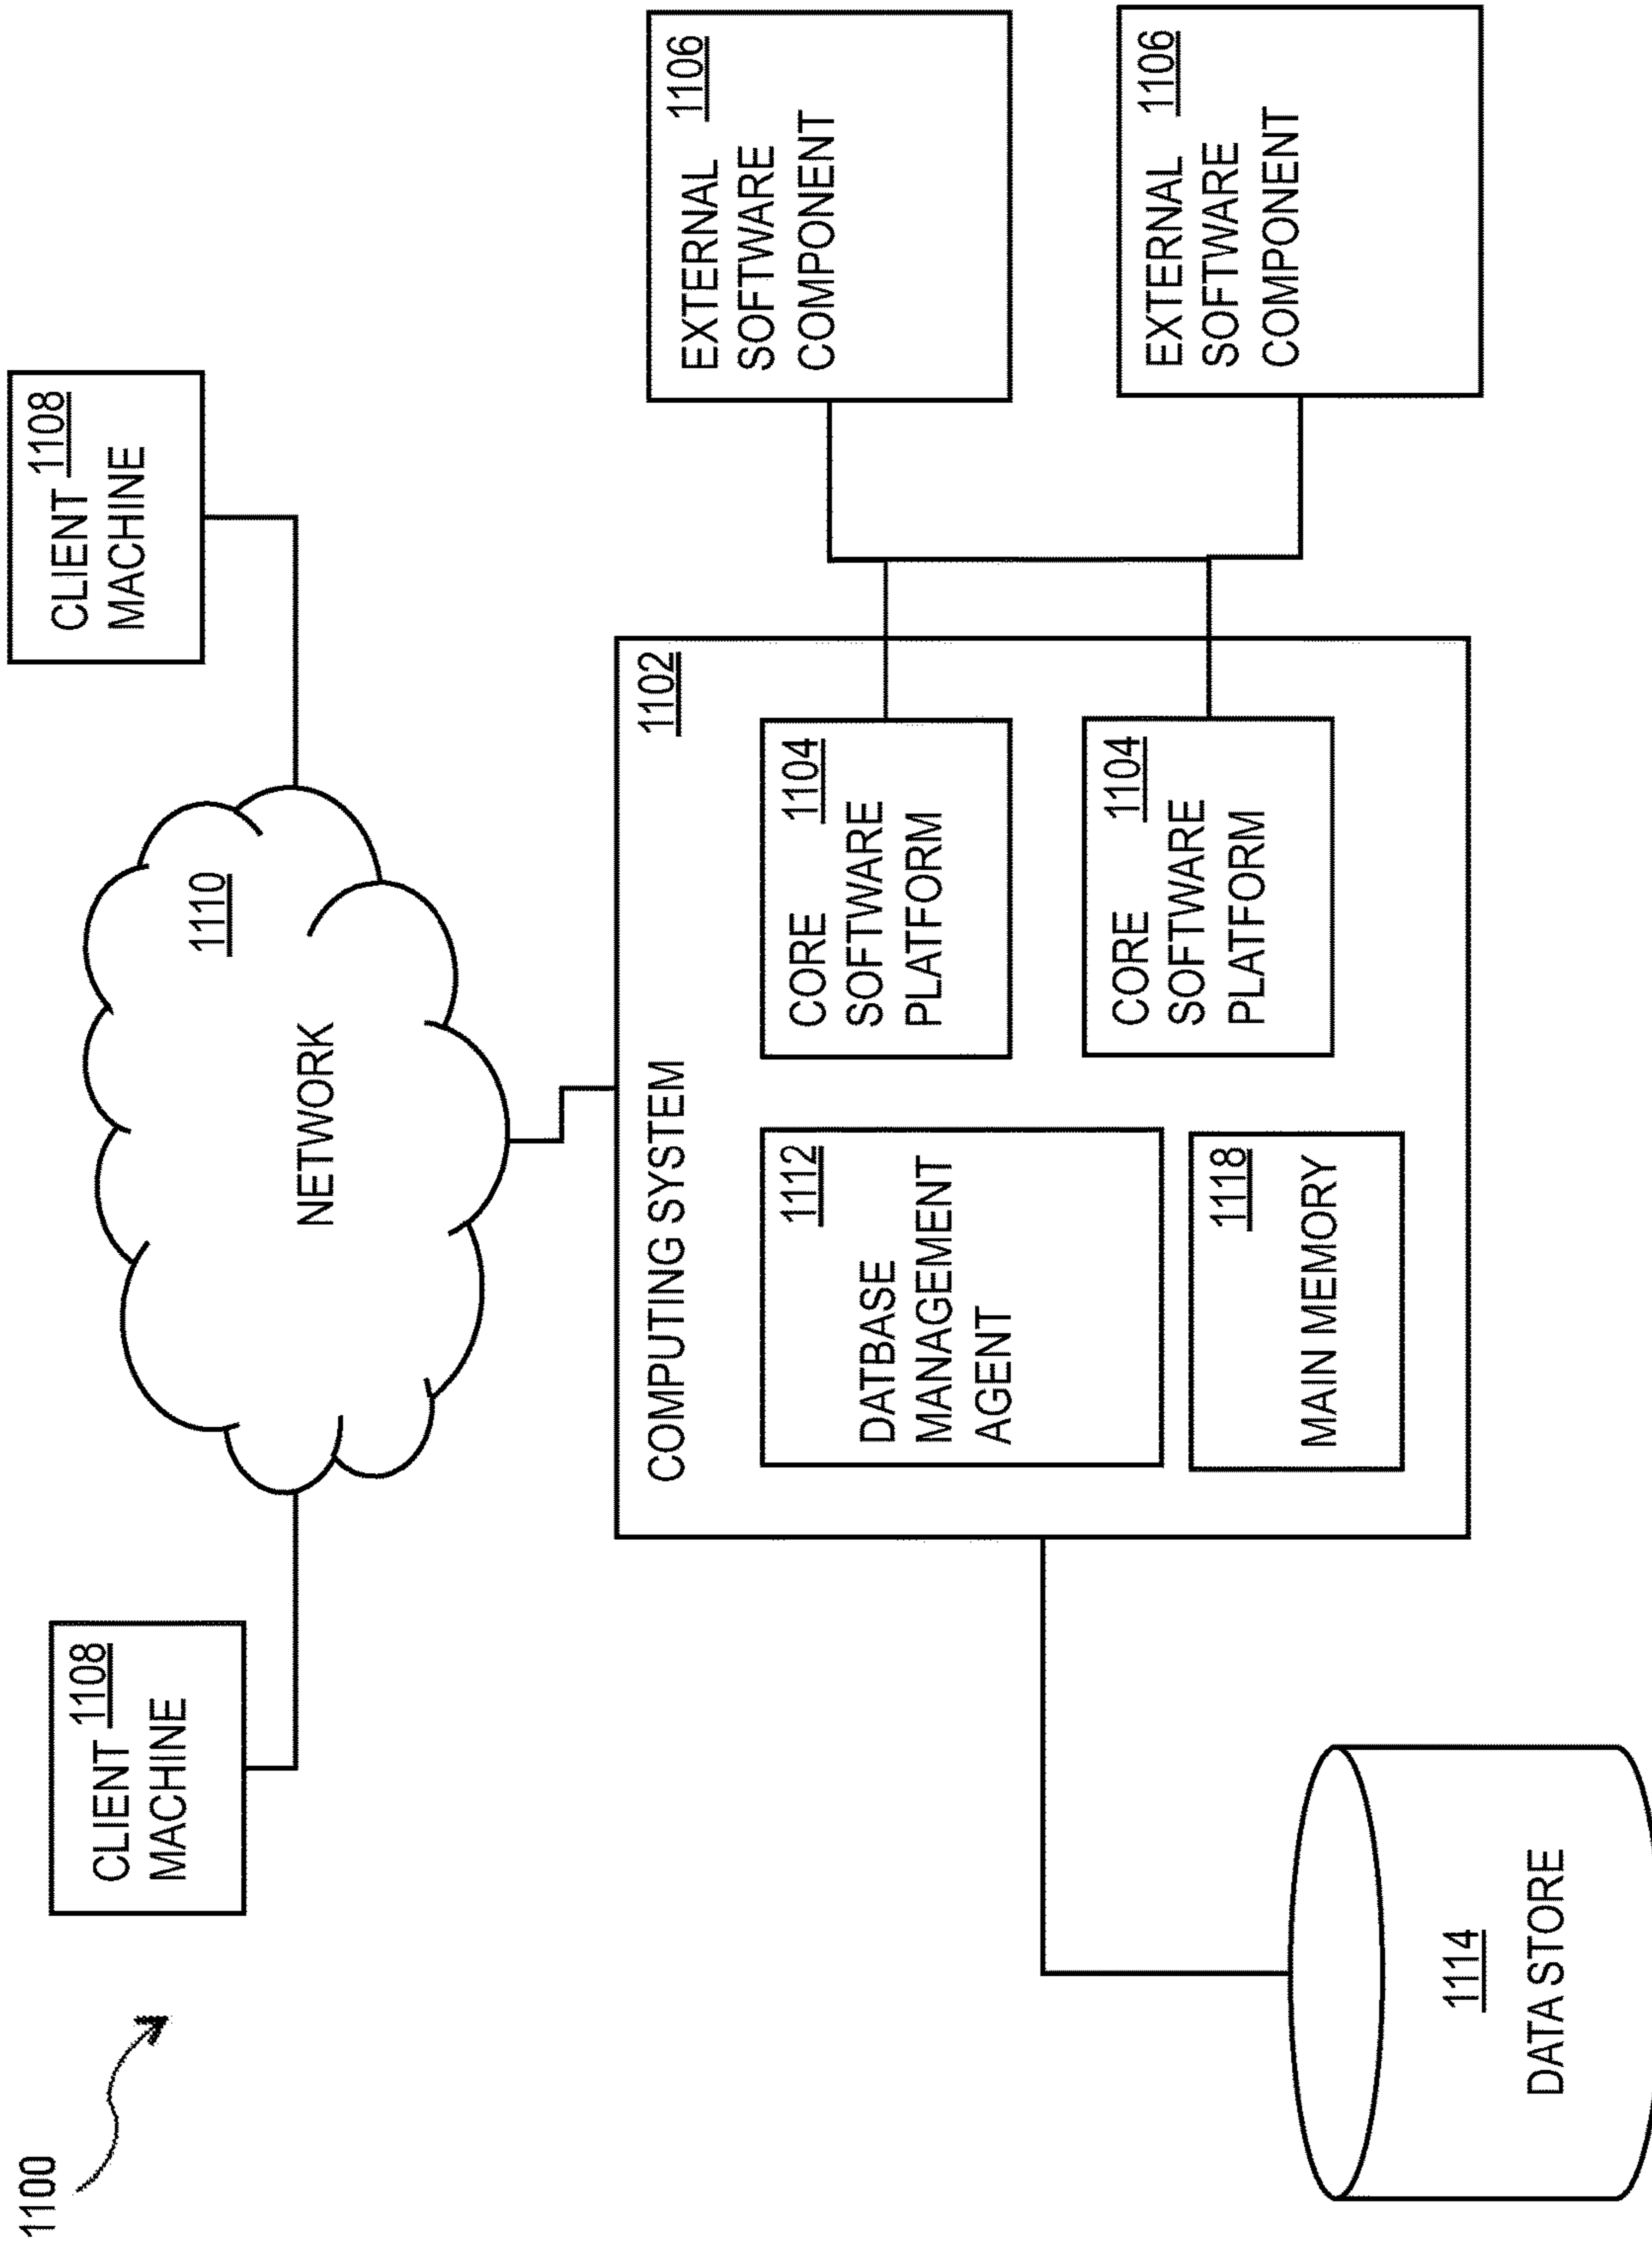 1100
CLIENT 1108
MACHINE
1110
NETWORK
CLIENT 1108
MACHINE
COMPUTING SYSTEM
1102
1112
DATBASE
MANAGEMENT
AGENT
1104
CORE
SOFTWARE
PLATFORM
1118
MAIN MEMORY
1104
CORE
SOFTWARE
PLATFORM
1106
EXTERNAL
SOFTWARE
COMPONENT
1106
EXTERNAL
SOFTWARE
COMPONENT
1114
DATA STORE